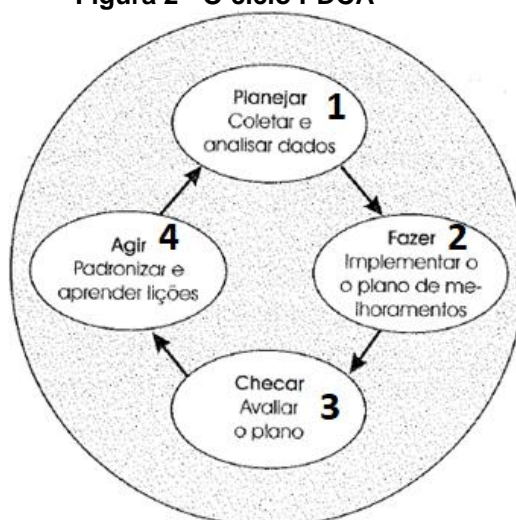 Figura 2 - O ciclo PDCA
Planejar 1
Coletar e
analisar dados
Fazer 2
Implementar o
o plano de me-
lhoramentos
Checar
Avaliar 3
o plano
Agir 4
Padronizar e
aprender lições